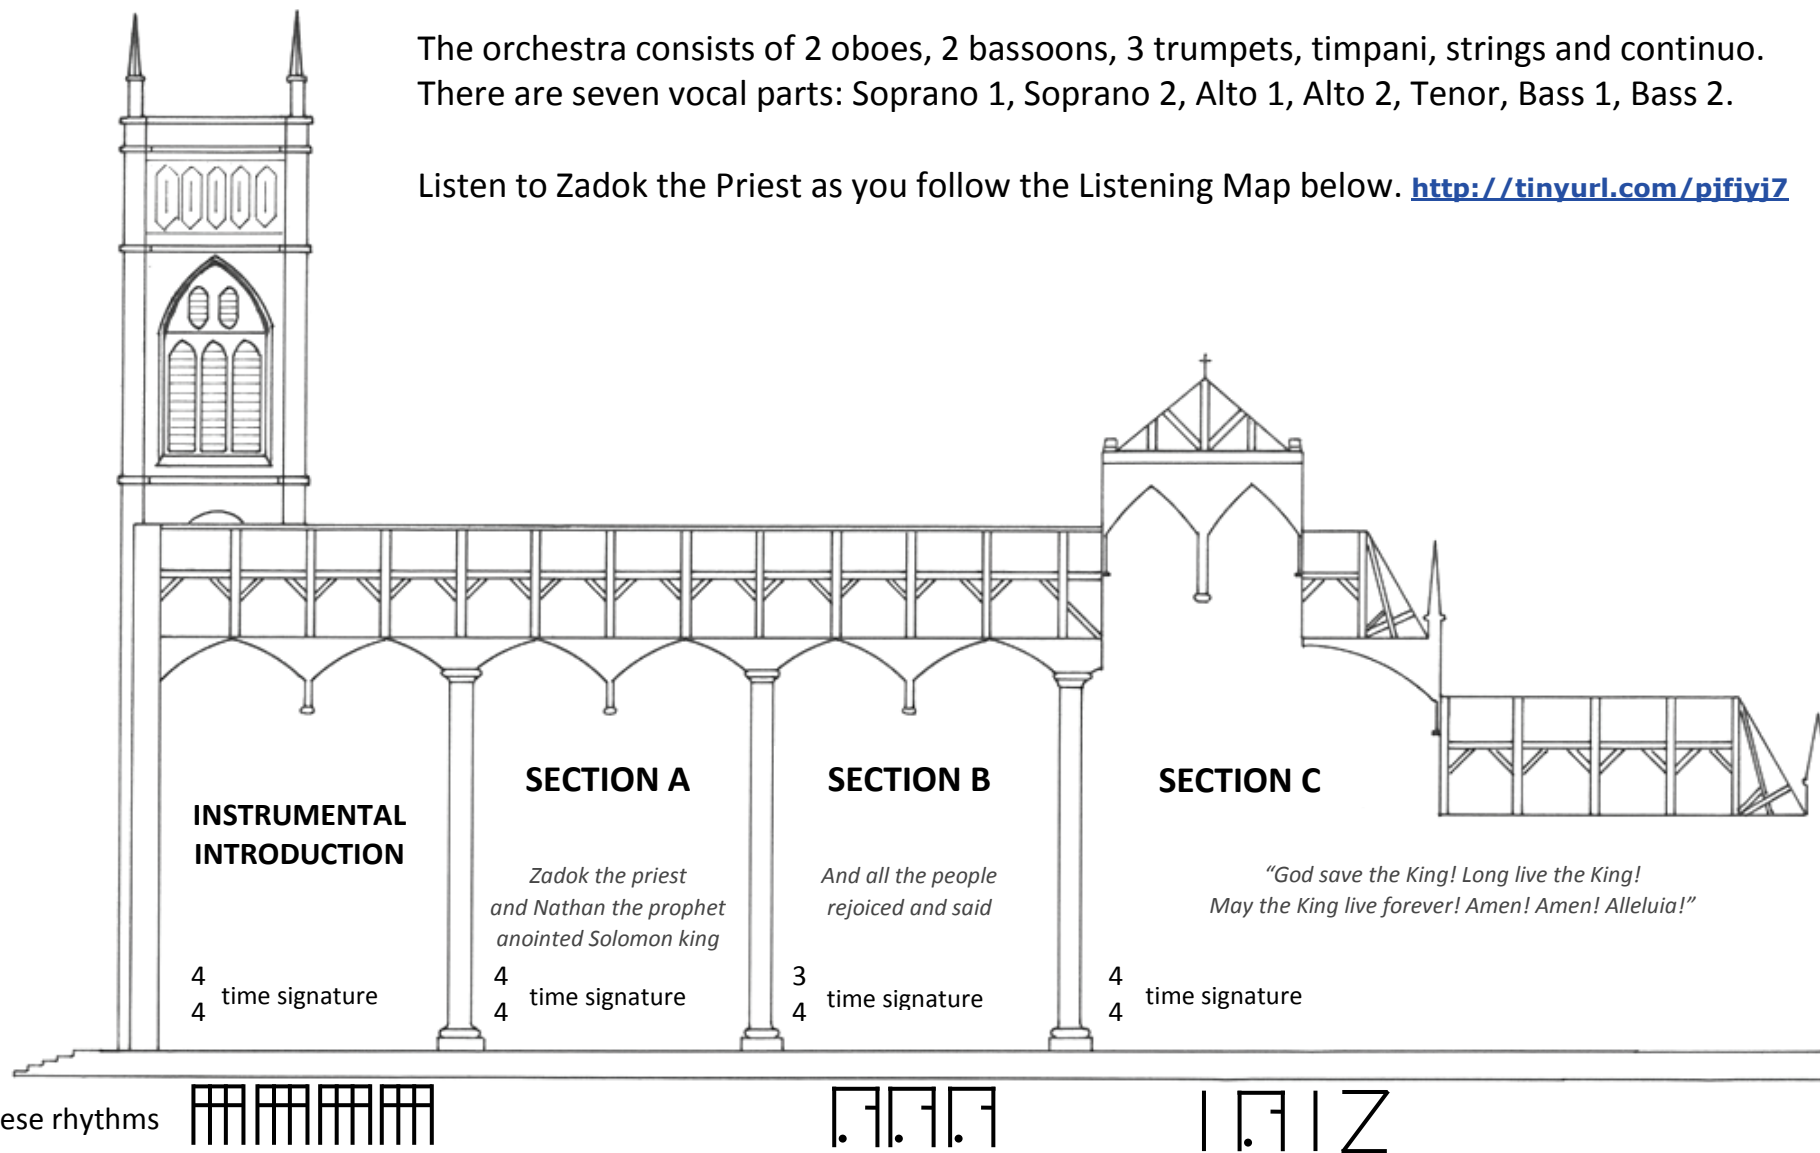 The orchestra consists of 2 oboes, 2 bassoons, 3 trumpets, timpani, strings and continuo.
There are seven vocal parts: Soprano 1, Soprano 2, Alto 1, Alto 2, Tenor, Bass 1, Bass 2.
Listen to Zadok the Priest as you follow the Listening Map below. http://tinyurl.com/pjfjyj7
INSTRUMENTAL
INTRODUCTION
4
4
time signature
SECTION A
Zadok the priest
and Nathan the prophet
anointed Solomon king
4
4
time signature
SECTION B
And all the people
rejoiced and said
3
4
time signature
SECTION C
“God save the King! Long live the King!
May the King live forever! Amen! Amen! Alleluia!”
4
4
time signature
ese rhythms